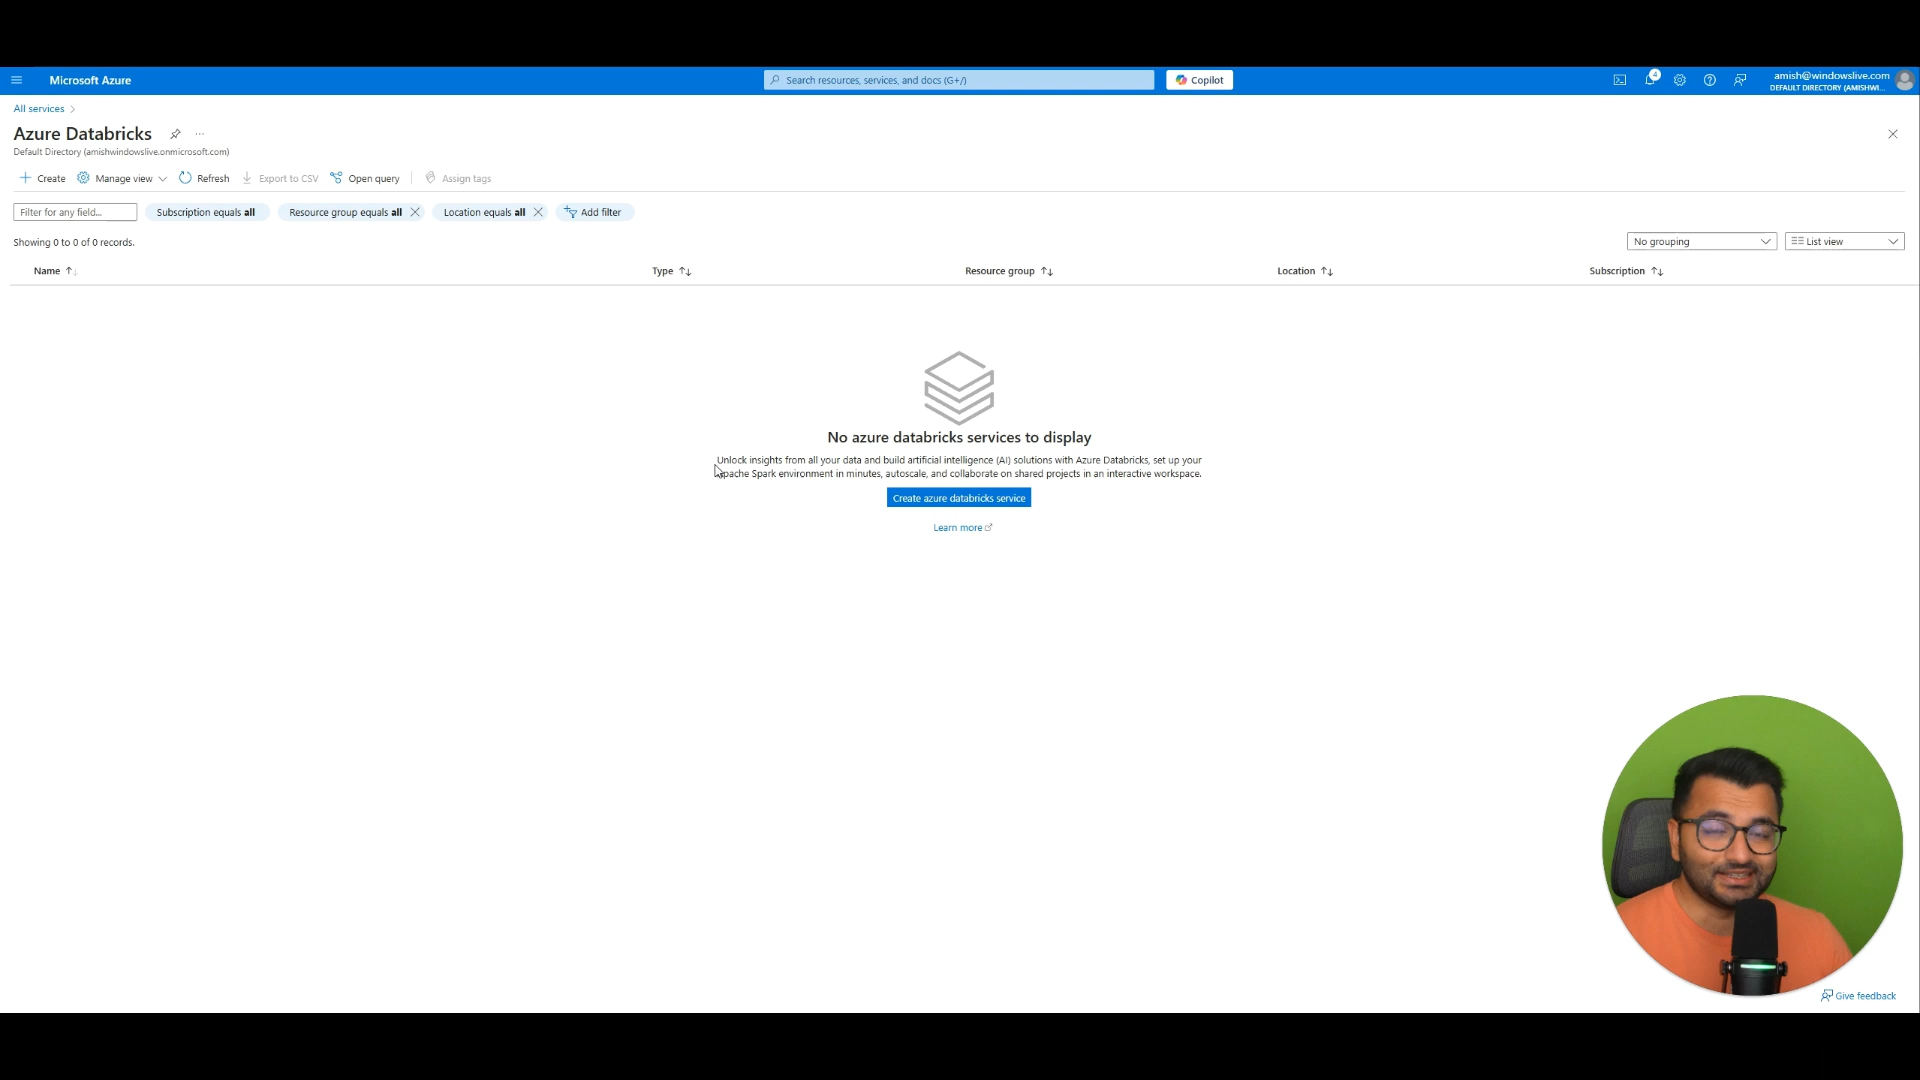 Microsoft Azure
Search resources, services, and docs (G+/)
Copilot
4
amish@windowslive.com
DEFAULT DIRECTORY (AMISHWI...
All services
Azure Databricks
...
Default Directory (amishwindowslive.onmicrosoft.com)
Create
Manage view
Refresh
Export to CSV
Open query
Assign tags
Filter for any field...
Subscription equals all
Resource group equals all
Location equals all
Add filter
Showing 0 to 0 of 0 records.
No grouping
List view
Name
Type
Resource group
Location
Subscription
No azure databricks services to display
Unlock insights from all your data and build artificial intelligence (AI) solutions with Azure Databricks, set up your
Apache Spark environment in minutes, autoscale, and collaborate on shared projects in an interactive workspace.
Create azure databricks service
Learn more
Give feedback